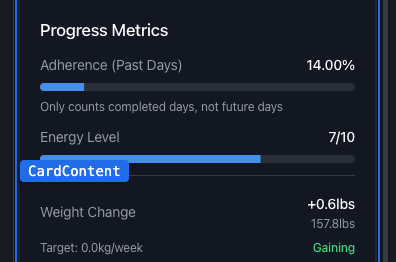 Progress Metrics
Adherence (Past Days) 14.00%
Only counts completed days, not future days
Energy Level 7/10
CardContent
Weight Change +0.6lbs
157.8lbs
Target: 0.0kg/week Gaining